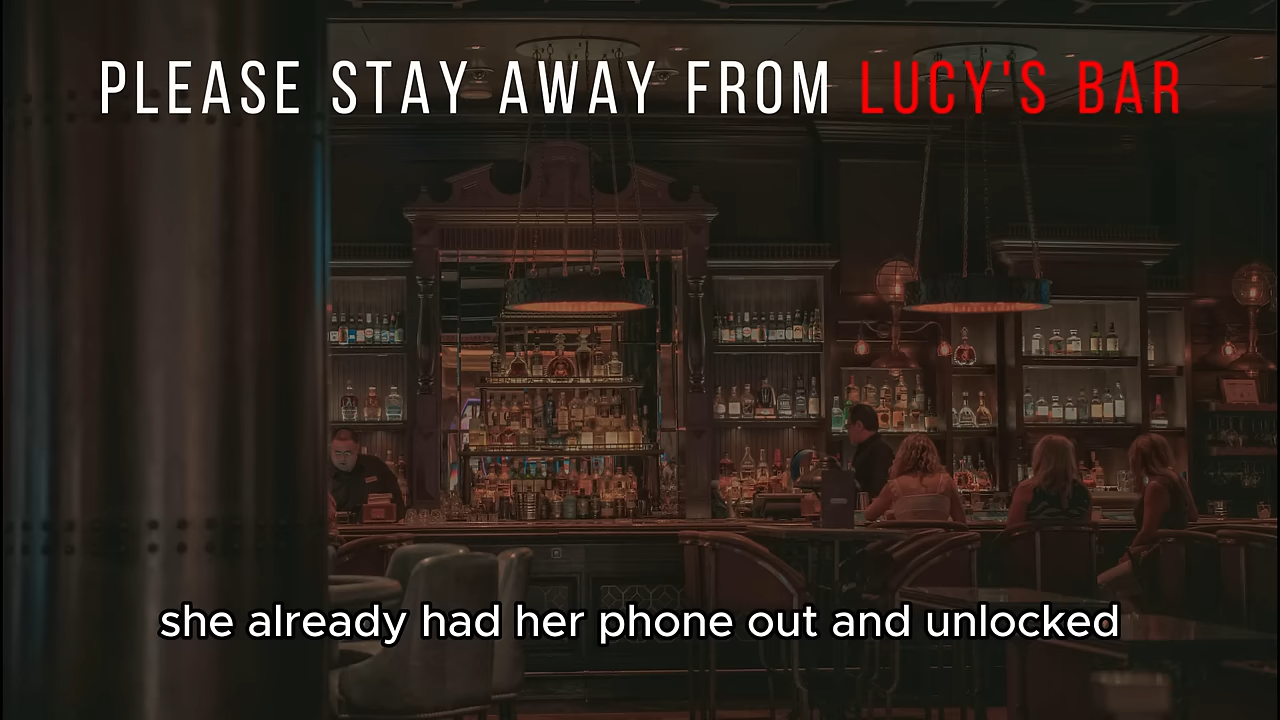 PLEASE STAY AWAY FROM LUCY'S BAR
she already had her phone out and unlocked